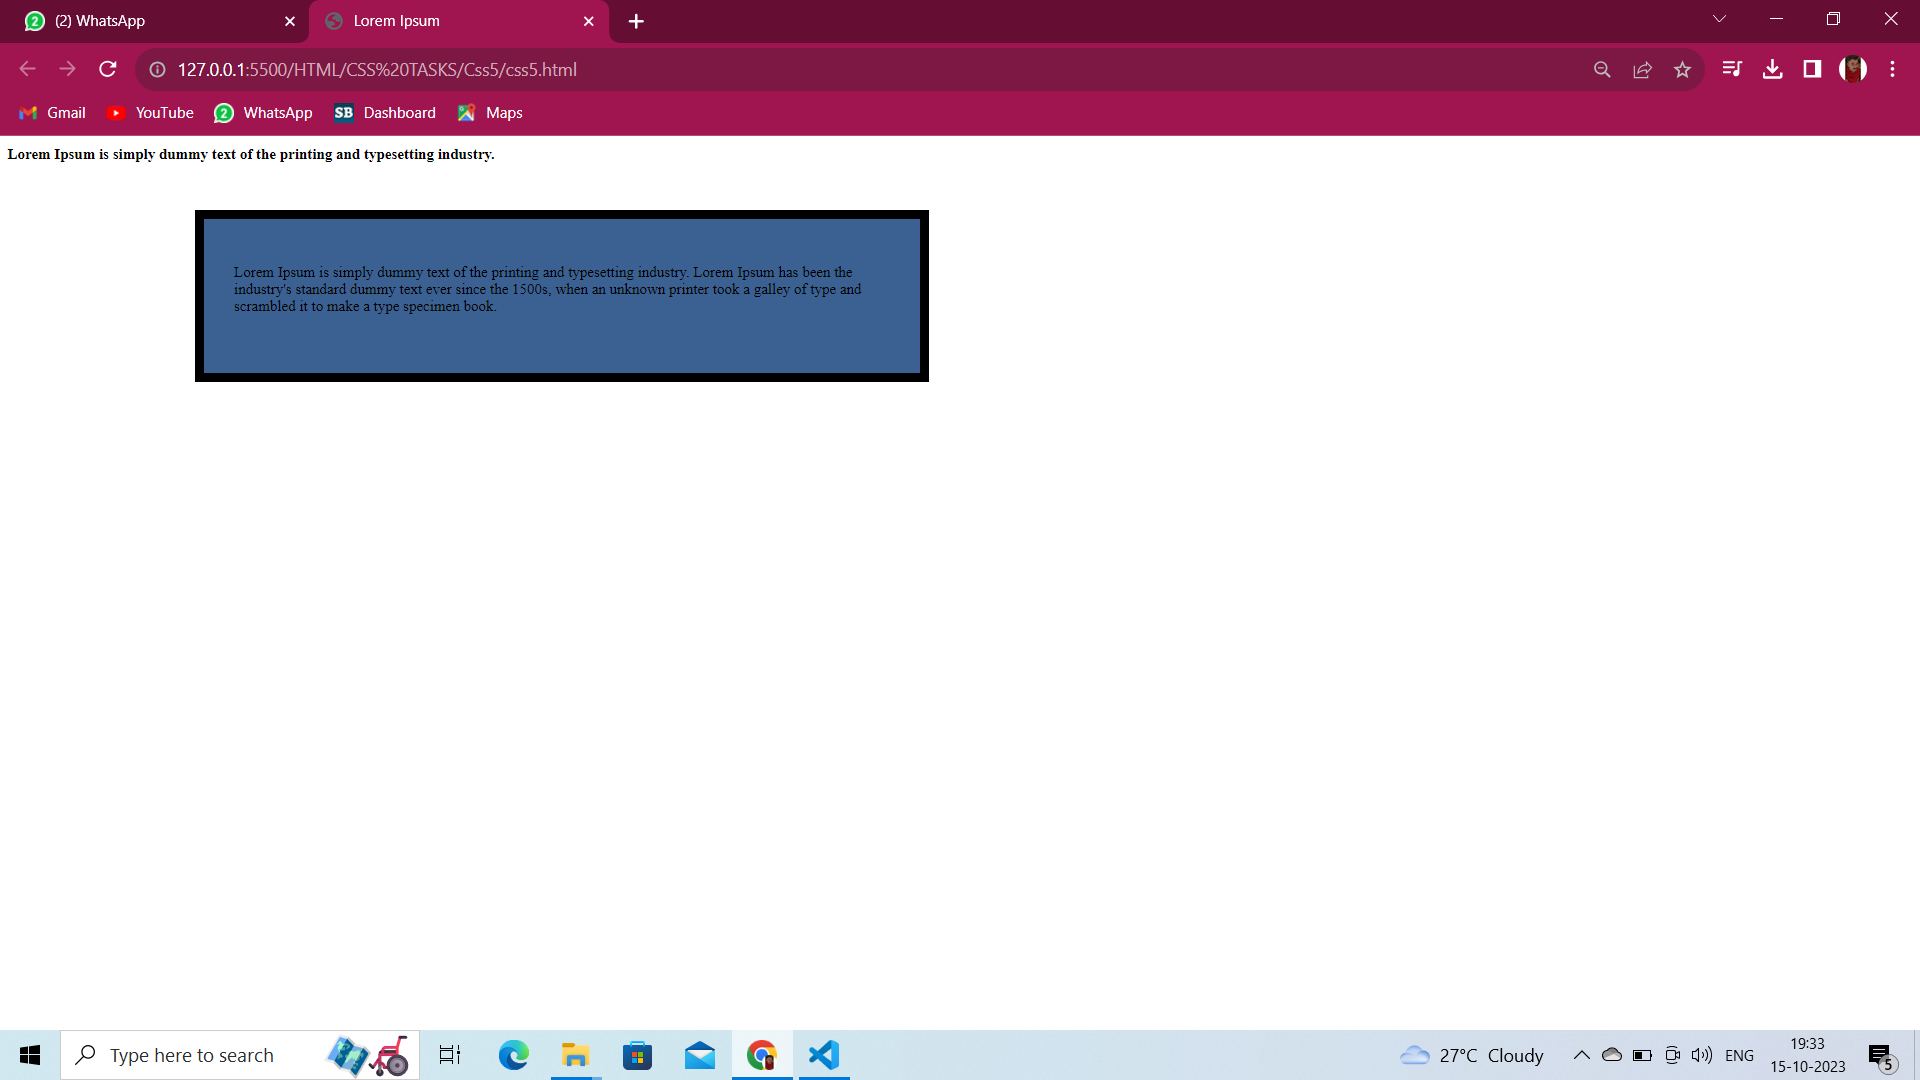 (2) WhatsApp
Lorem Ipsum
127.0.0.1:5500/HTML/CSS%20TASKS/Css5/css5.html
Gmail
YouTube
2
WhatsApp
SB
Dashboard
Maps
Lorem Ipsum is simply dummy text of the printing and typesetting industry.
Lorem Ipsum is simply dummy text of the printing and typesetting industry. Lorem Ipsum has been the
industry's standard dummy text ever since the 1500s, when an unknown printer took a galley of type and
scrambled it to make a type specimen book.
Type here to search
27°C Cloudy
ENG
19:33
15-10-2023
5